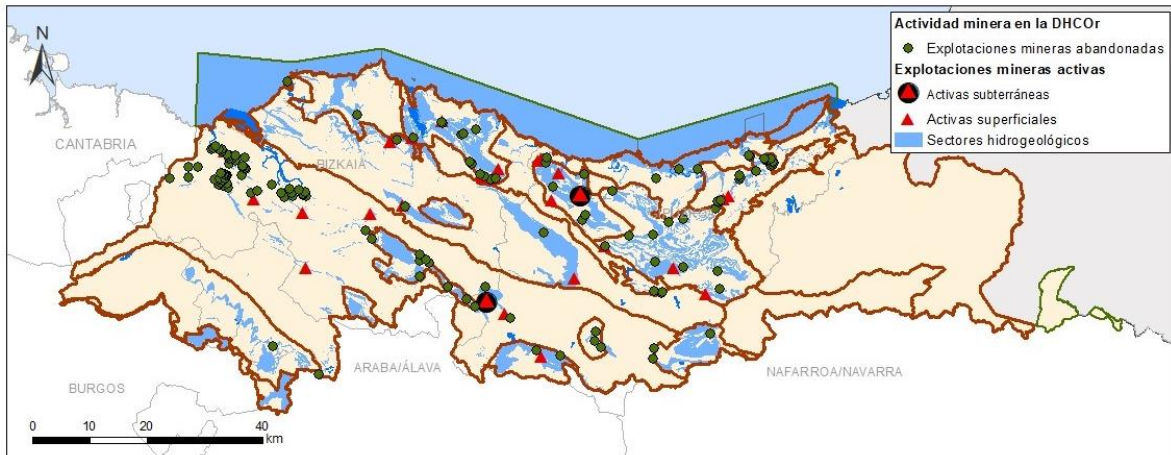 N
Actividad minera en la DHCOr
Explotaciones mineras abandonadas
Explotaciones mineras activas
Activas subterráneas
Activas superficiales
Sectores hidrogeológicos
CANTABRIA
BIZKAIA
ARABA/ÁLAVA
NAFARROA/NAVARRA
BURGOS
0 10 20 40
km